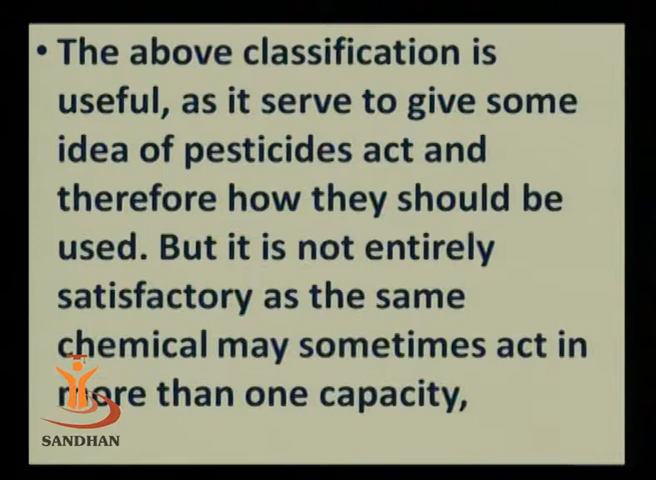 • The above classification is
useful, as it serve to give some
idea of pesticides act and
therefore how they should be
used. But it is not entirely
satisfactory as the same
chemical may sometimes act in
more than one capacity,
SANDHAN